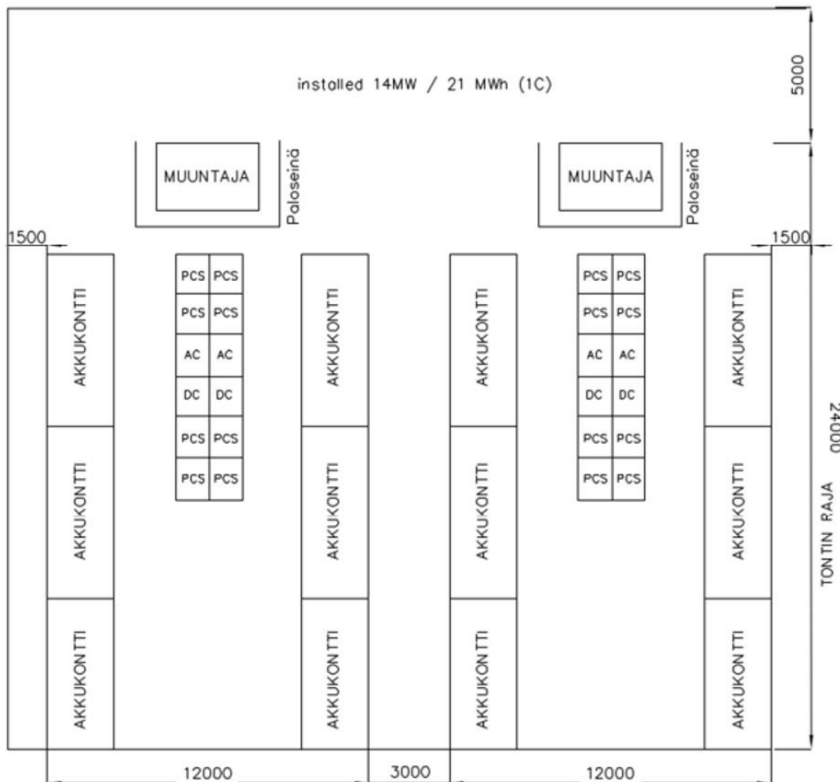 installed 14MW / 21 MWh (1C)
5000
MUUNTAJA
Paloseinä
MUUNTAJA
Paloseinä
1500
1500
AKKUKONTTI
PCS PCS
AKKUKONTTI
AKKUKONTTI
PCS PCS
AKKUKONTTI
PCS PCS
PCS PCS
AC AC
AC AC
DC DC
DC DC
24000
PCS PCS
PCS PCS
AKKUKONTTI
AKKUKONTTI
AKKUKONTTI
AKKUKONTTI
PCS PCS
PCS PCS
TONTIN RAJA
AKKUKONTTI
AKKUKONTTI
AKKUKONTTI
AKKUKONTTI
12000
3000
12000